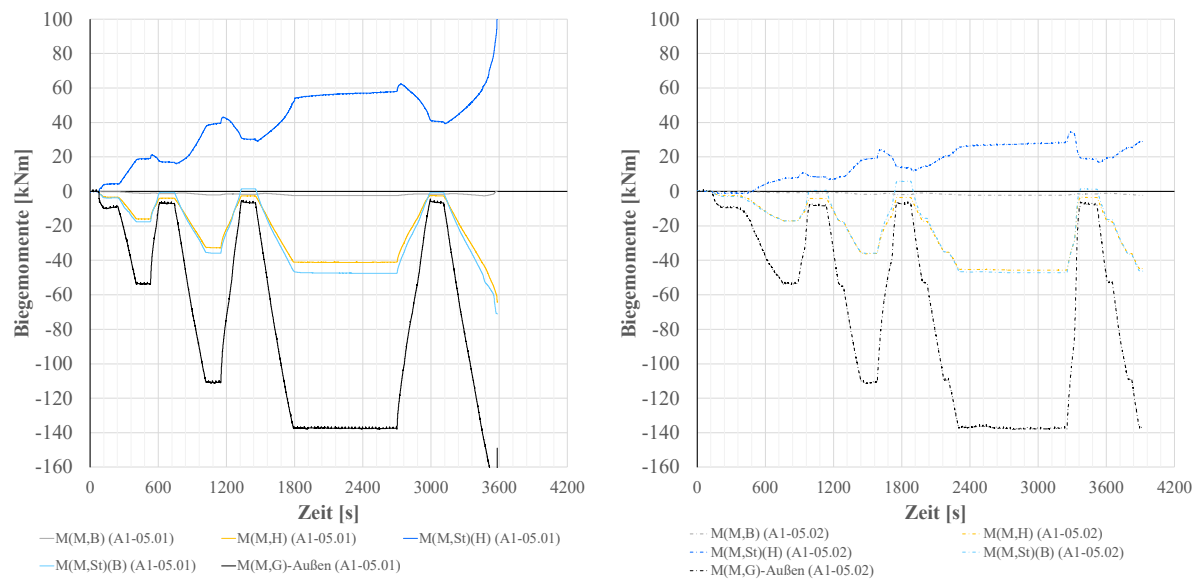 Biegemomente [kNm]
100
80
60
40
20
0
-20
-40
-60
-80
-100
-120
-140
-160
0 600 1200 1800 2400 3000 3600 4200
Zeit [s]
M(M,B) (A1-05.01) M(M,H) (A1-05.01) M(M,St)(H) (A1-05.01)
M(M,St)(B) (A1-05.01) M(M,G)-Außen (A1-05.01)
Biegemomente [kNm]
100
80
60
40
20
0
-20
-40
-60
-80
-100
-120
-140
-160
0 600 1200 1800 2400 3000 3600 4200
Zeit [s]
M(M,B) (A1-05.02) M(M,H) (A1-05.02)
M(M,St)(H) (A1-05.02) M(M,St)(B) (A1-05.02)
M(M,G)-Außen (A1-05.02)